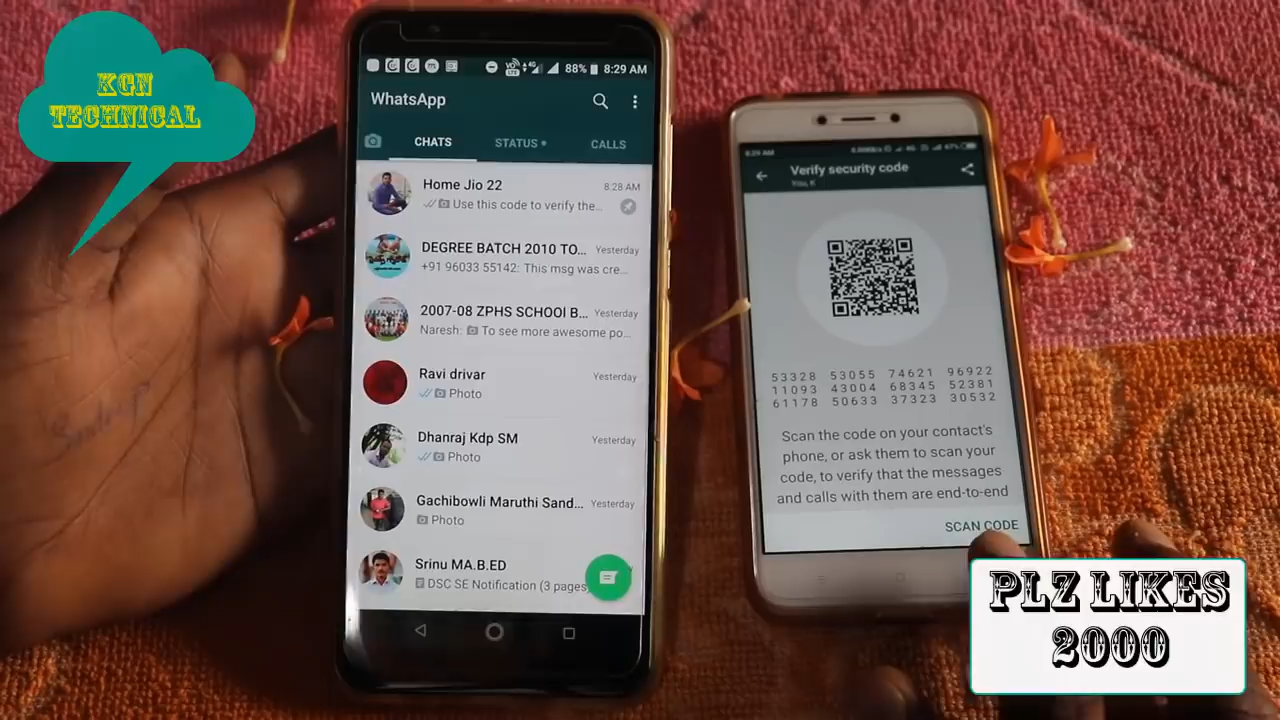 KGN
TECHNICAL
88% 8:29 AM
WhatsApp
CHATS STATUS CALLS
Home Jio 22 8:28 AM
Use this code to verify the...
DEGREE BATCH 2010 TO... Yesterday
+91 96033 55142: This msg was cre...
2007-08 ZPHS SCHOOl B... Yesterday
Naresh: To see more awesome po...
Ravi drivar Yesterday
Photo
Dhanraj Kdp SM Yesterday
Photo
Gachibowli Maruthi Sand... Yesterday
Photo
Srinu MA.B.ED
DSC SE Notification (3 pages)
8:29 AM 67%
Verify security code
You, K
53328 53055 74621 96922
11093 43004 68345 52381
61178 50633 37323 30532
Scan the code on your contact's
phone, or ask them to scan your
code, to verify that the messages
and calls with them are end-to-end
SCAN CODE
PLZ LIKES
2000